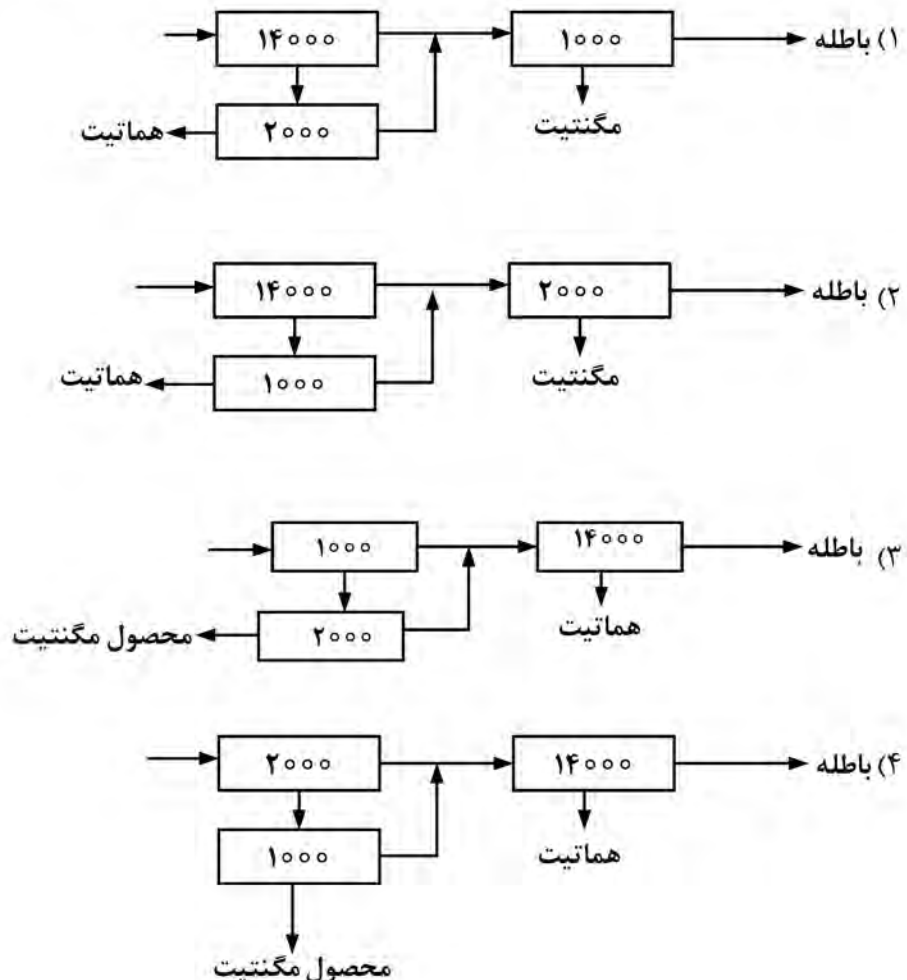 ۱) باطله ۱۰۰۰ ۱۴۰۰۰
مگنتیت ۲۰۰۰ هماتیت
۲) باطله ۲۰۰۰ ۱۴۰۰۰
مگنتیت ۱۰۰۰ هماتیت
۳) باطله ۱۴۰۰۰ ۱۰۰۰
هماتیت ۲۰۰۰ محصول مگنتیت
۴) باطله ۱۴۰۰۰ ۲۰۰۰
هماتیت ۱۰۰۰
محصول مگنتیت